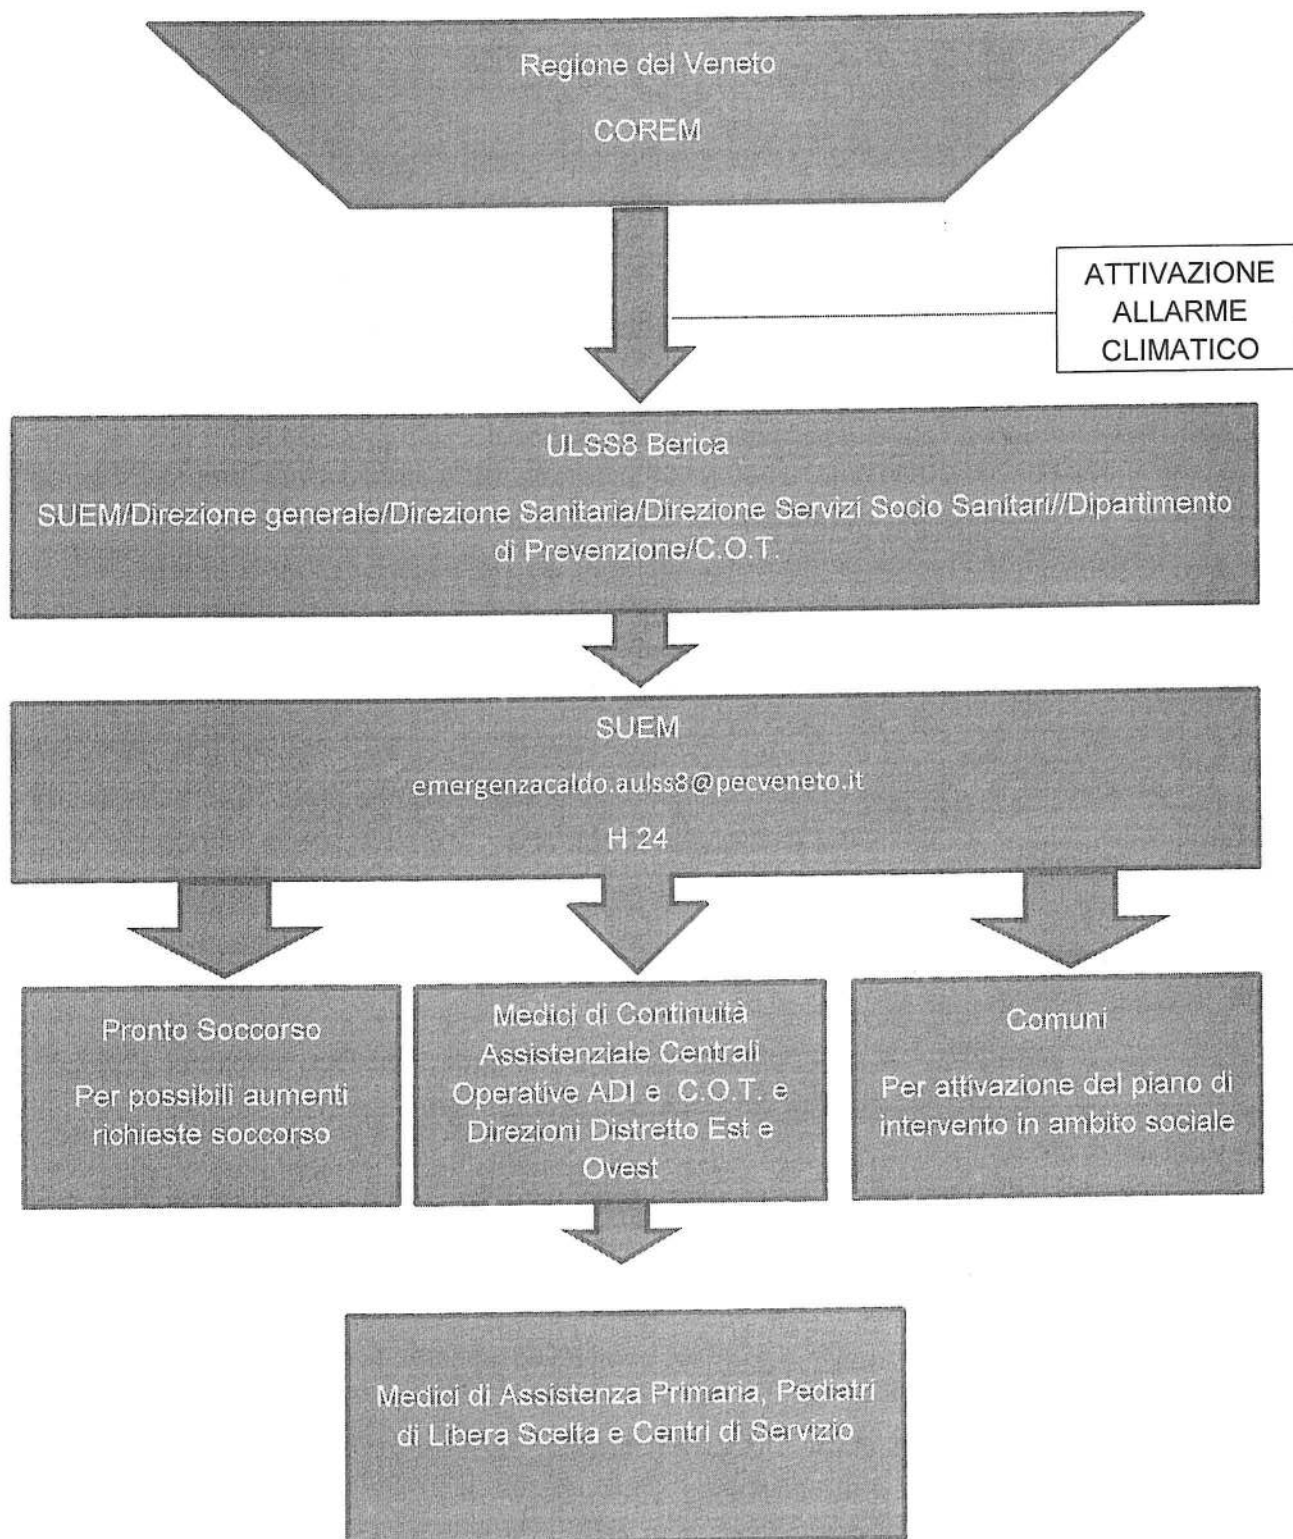 Regione del Veneto
COREM
ATTIVAZIONE
ALLARME
CLIMATICO
ULSS8 Berica
SUEM/Direzione generale/Direzione Sanitaria/Direzione Servizi Socio Sanitari//Dipartimento
di Prevenzione/C.O.T.
SUEM
emergenzacaldo.aulss8@pecveneto.it
H 24
Pronto Soccorso
Per possibili aumenti
richieste soccorso
Medici di Continuità
Assistenziale Centrali
Operative ADI e C.O.T. e
Direzioni Distretto Est e
Ovest
Comuni
Per attivazione del piano di
intervento in ambito sociale
Medici di Assistenza Primaria, Pediatri
di Libera Scelta e Centri di Servizio